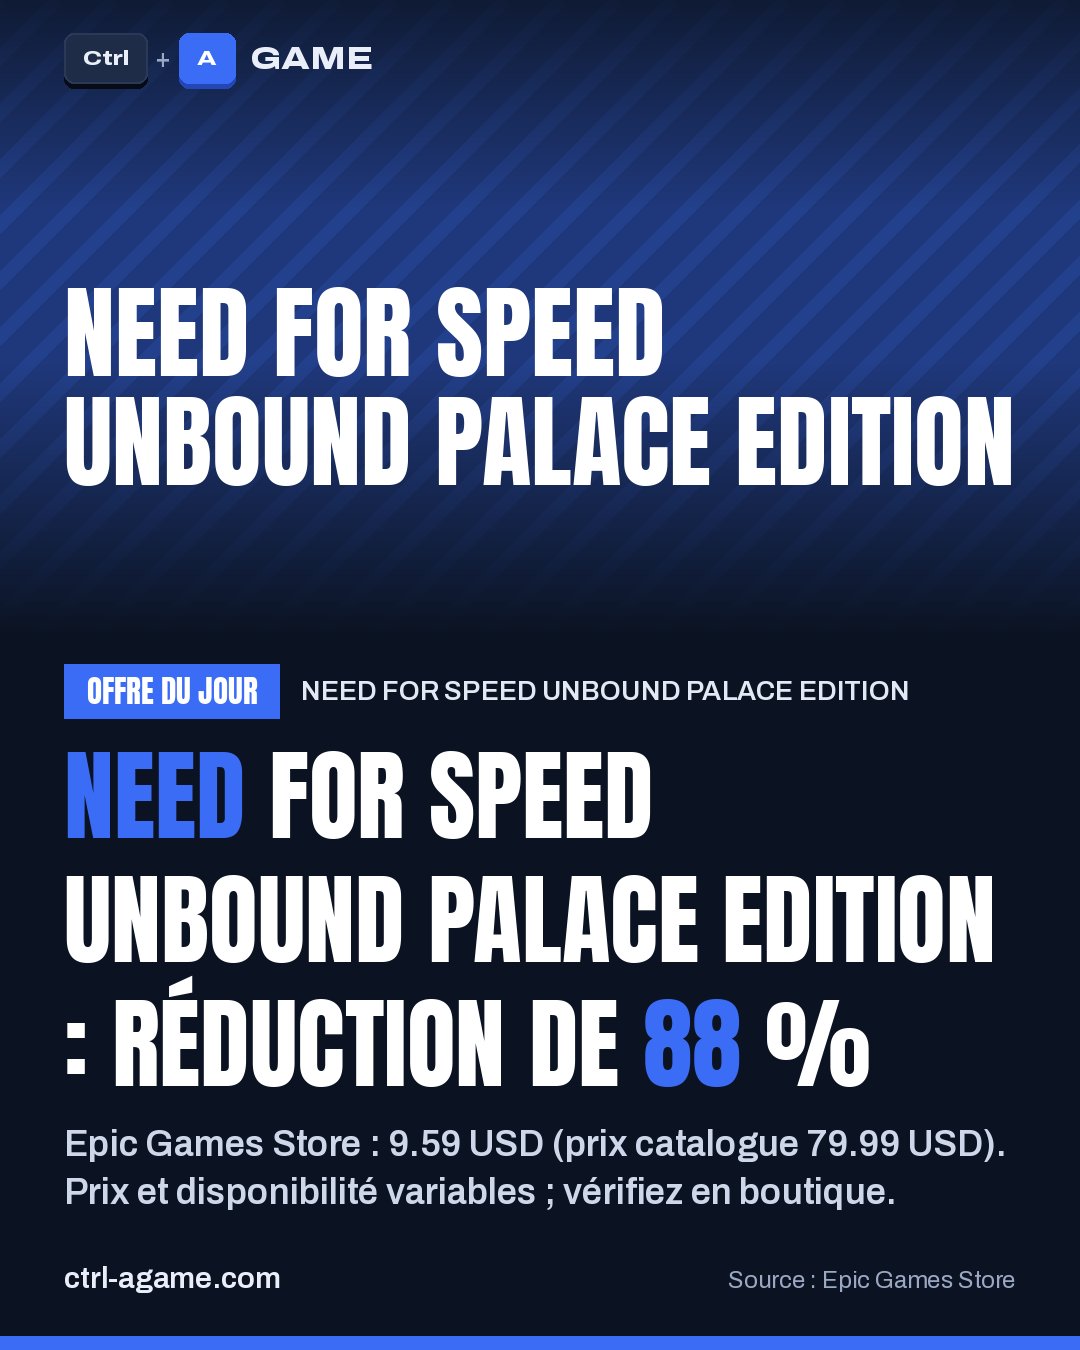 Ctrl + A GAME
NEED FOR SPEED
UNBOUND PALACE EDITION
OFFRE DU JOUR NEED FOR SPEED UNBOUND PALACE EDITION
NEED FOR SPEED
UNBOUND PALACE EDITION
: RÉDUCTION DE 88 %
Epic Games Store : 9.59 USD (prix catalogue 79.99 USD).
Prix et disponibilité variables ; vérifiez en boutique.
ctrl-agame.com Source : Epic Games Store